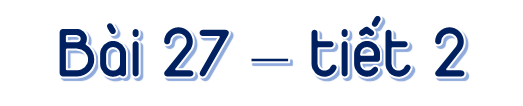 Bài 27 – tiết 2